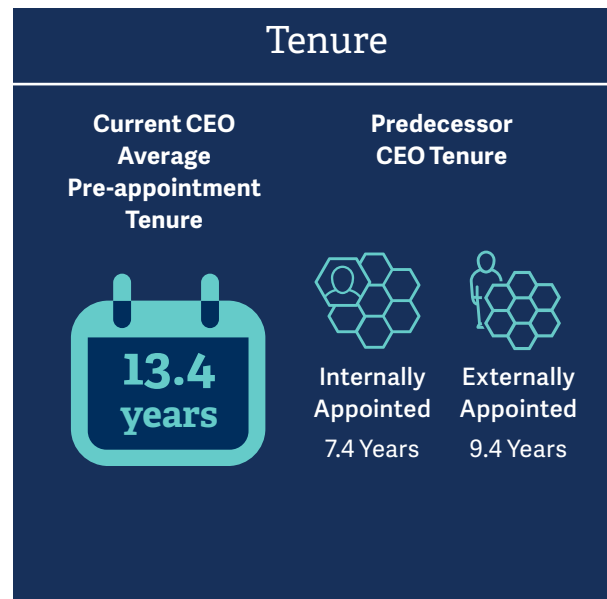 Tenure
Current CEO
Average
Pre-appointment
Tenure
13.4
years
Predecessor
CEO Tenure
Internally
Appointed
7.4 Years
Externally
Appointed
9.4 Years